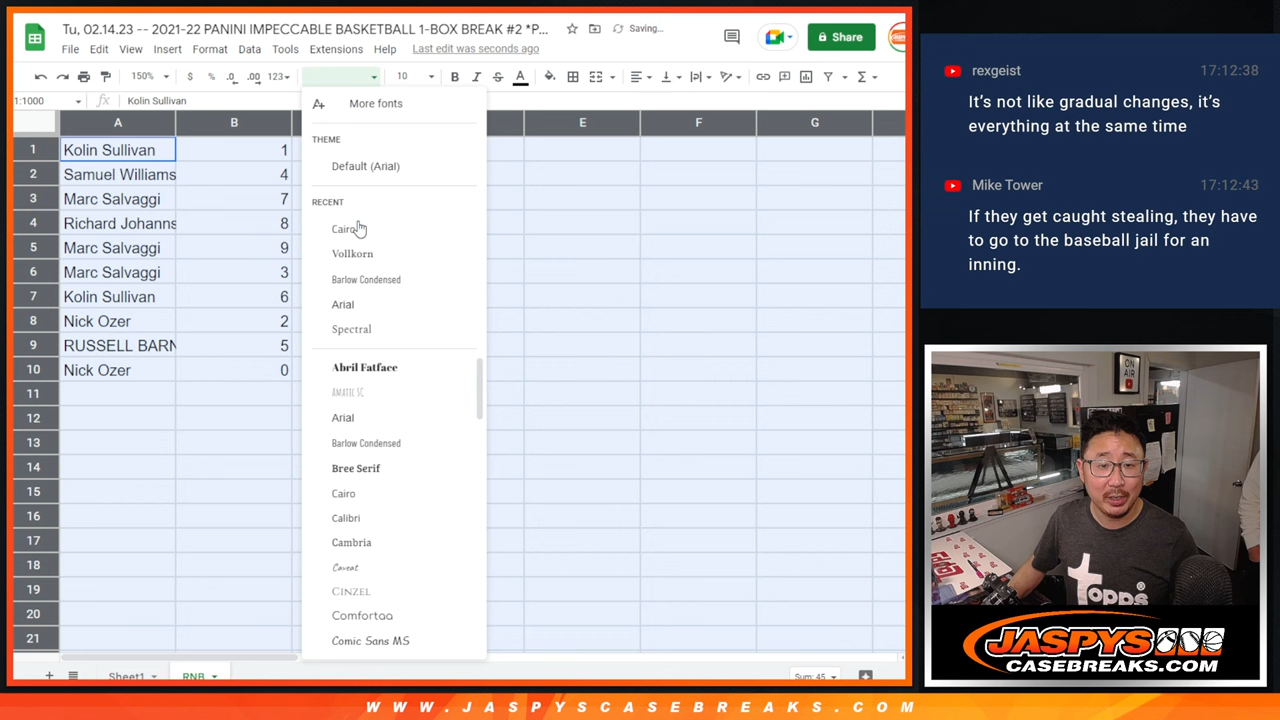 Tu, 02.14.23 -- 2021-22 PANINI IMPECCABLE BASKETBALL 1-BOX BREAK #2 *P...
Saving...
File Edit View Insert Format Data Tools Extensions Help Last edit was seconds ago
Share
150% $ % .0 .00 123 10 B I S A
1:1000 fx Kolin Sullivan
A B E F G
1 Kolin Sullivan 1
2 Samuel Williams 4
3 Marc Salvaggi 7
4 Richard Johanns 8
5 Marc Salvaggi 9
6 Marc Salvaggi 3
7 Kolin Sullivan 6
8 Nick Ozer 2
9 RUSSELL BARN 5
10 Nick Ozer 0
11
12
13
14
15
16
17
18
19
20
21
More fonts
THEME
Default (Arial)
RECENT
Cairo
Vollkorn
Barlow Condensed
Arial
Spectral
Abril Fatface
AMATIC SC
Arial
Barlow Condensed
Bree Serif
Cairo
Calibri
Cambria
Caveat
CINZEL
Comfortaa
Comic Sans MS
Sheet1 RNB Sum: 45
rexgeist 17:12:38
It's not like gradual changes, it's
everything at the same time
Mike Tower 17:12:43
If they get caught stealing, they have
to go to the baseball jail for an
inning.
ON
AIR
topps
JASPYS
CASEBREAKS.COM
WWW.JASPYSCASEBREAKS.COM